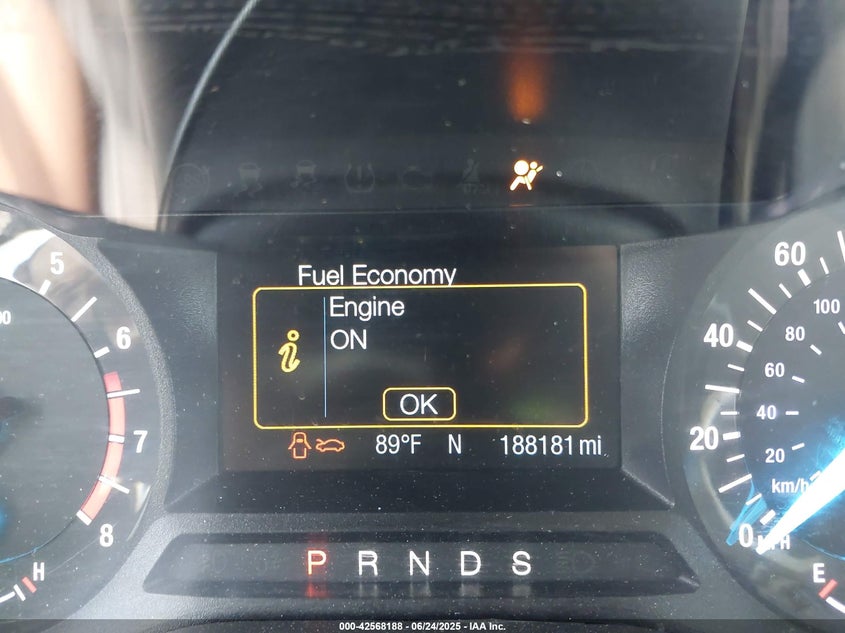 Fuel Economy
Engine
ON
OK
89°F N 188181 mi
P R N D S
5
6
7
8
H
60
40
20
0
MPH
100
80
60
40
20
km/h
E
000-42568188 - 06/24/2025 - IAA Inc.